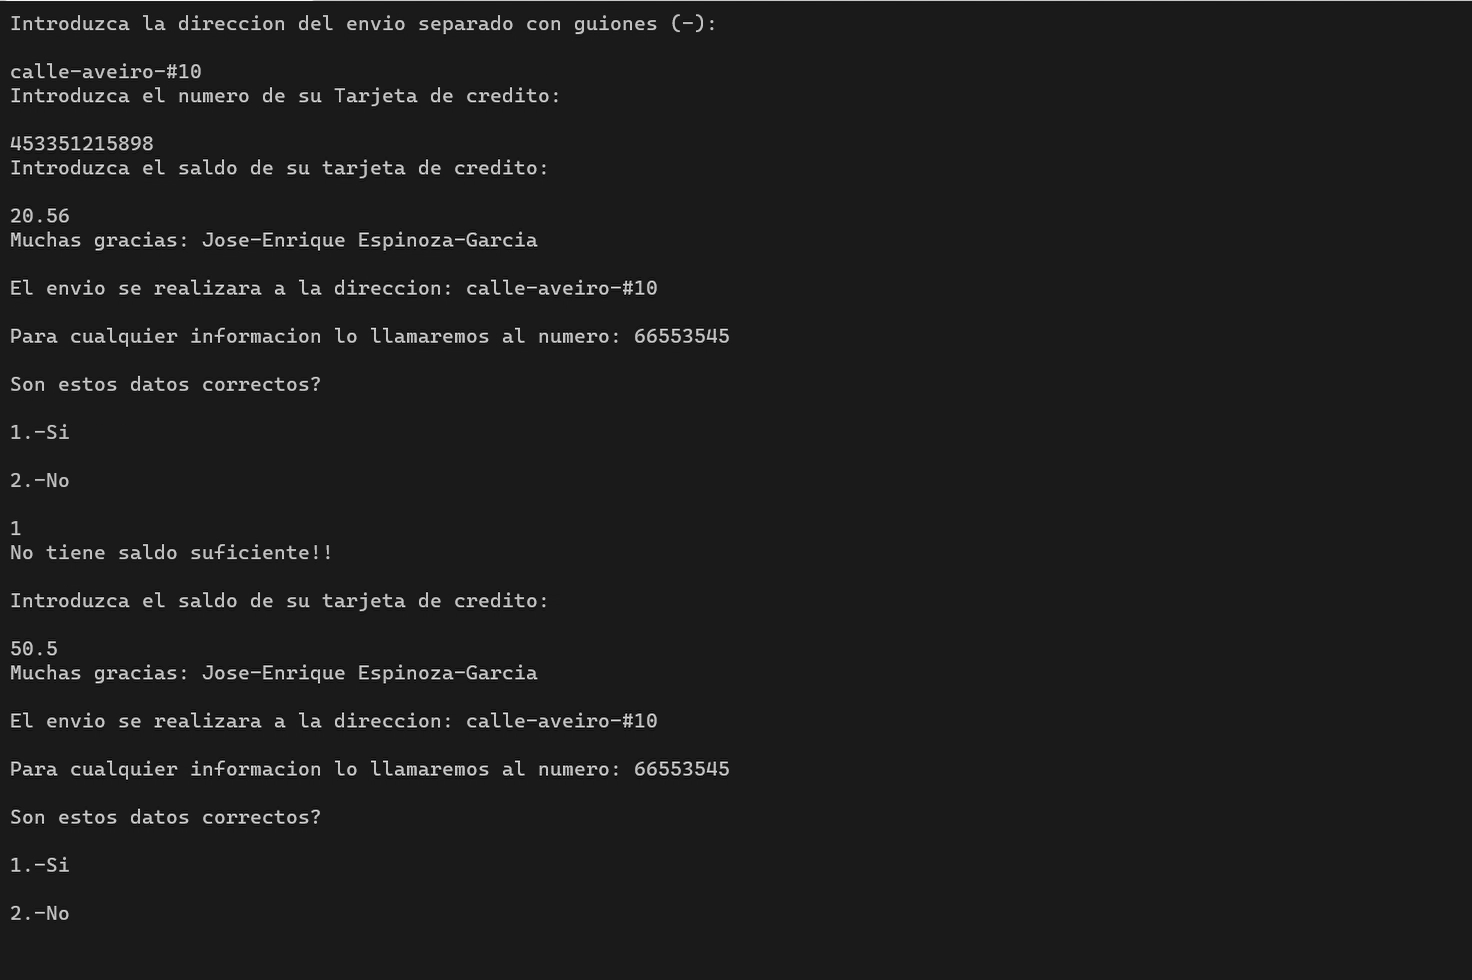 Introduzca la direccion del envio separado con guiones (-):
calle-aveiro-#10
Introduzca el numero de su Tarjeta de credito:
453351215898
Introduzca el saldo de su tarjeta de credito:
20.56
Muchas gracias: Jose-Enrique Espinoza-Garcia
El envio se realizara a la direccion: calle-aveiro-#10
Para cualquier informacion lo llamaremos al numero: 66553545
Son estos datos correctos?
1.-Si
2.-No
1
No tiene saldo suficiente!!
Introduzca el saldo de su tarjeta de credito:
50.5
Muchas gracias: Jose-Enrique Espinoza-Garcia
El envio se realizara a la direccion: calle-aveiro-#10
Para cualquier informacion lo llamaremos al numero: 66553545
Son estos datos correctos?
1.-Si
2.-No